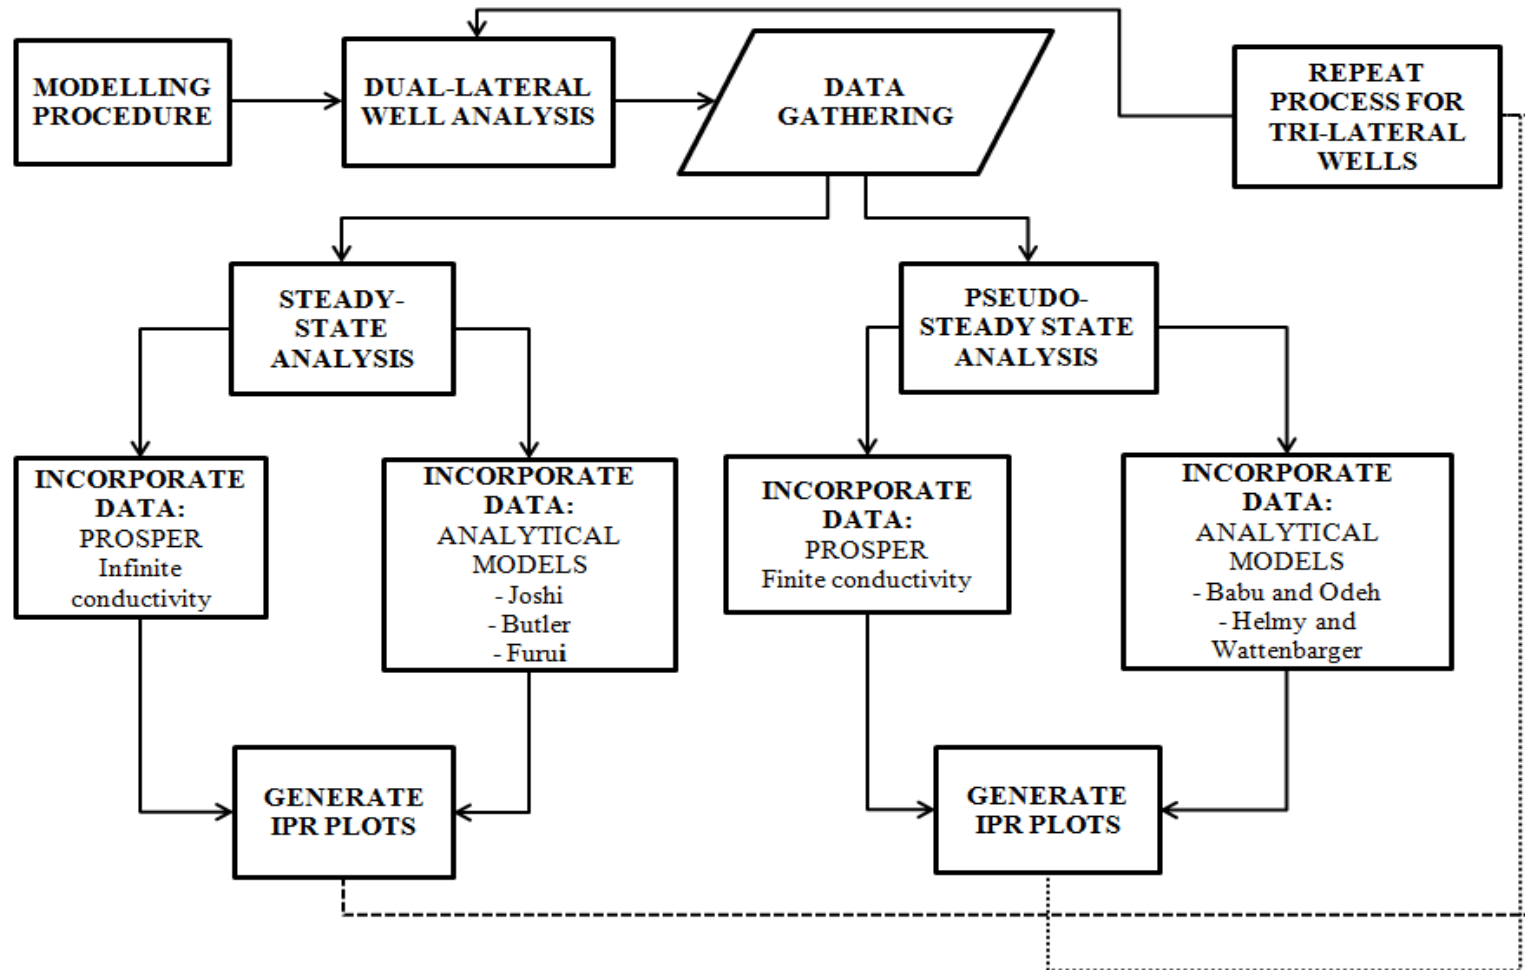 MODELLING
PROCEDURE
DUAL-LATERAL
WELL ANALYSIS
DATA
GATHERING
REPEAT
PROCESS FOR
TRI-LATERAL
WELLS
STEADY-
STATE
ANALYSIS
PSEUDO-
STEADY STATE
ANALYSIS
INCORPORATE
DATA:
PROSPER
Infinite
conductivity
INCORPORATE
DATA:
ANALYTICAL
MODELS
- Joshi
- Butler
- Furui
INCORPORATE
DATA:
PROSPER
Finite conductivity
INCORPORATE
DATA:
ANALYTICAL
MODELS
- Babu and Odeh
- Helmy and
Wattenbarger
GENERATE
IPR PLOTS
GENERATE
IPR PLOTS